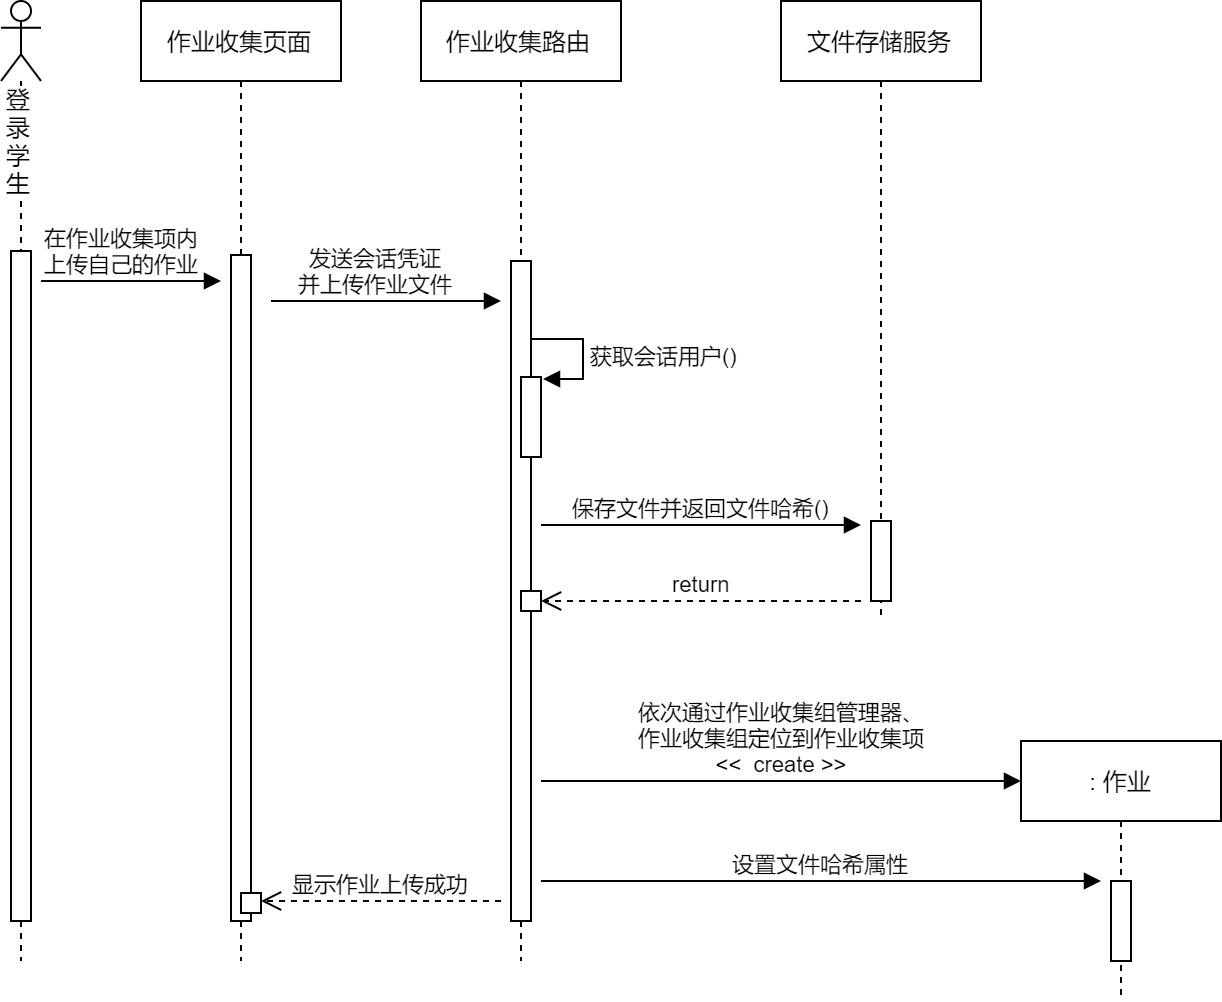 作业收集页面
作业收集路由
文件存储服务
登
录
学
生
在作业收集项内
上传自己的作业
发送会话凭证
并上传作业文件
获取会话用户()
保存文件并返回文件哈希()
return
依次通过作业收集组管理器、
作业收集组定位到作业收集项
<< create >>
: 作业
设置文件哈希属性
显示作业上传成功